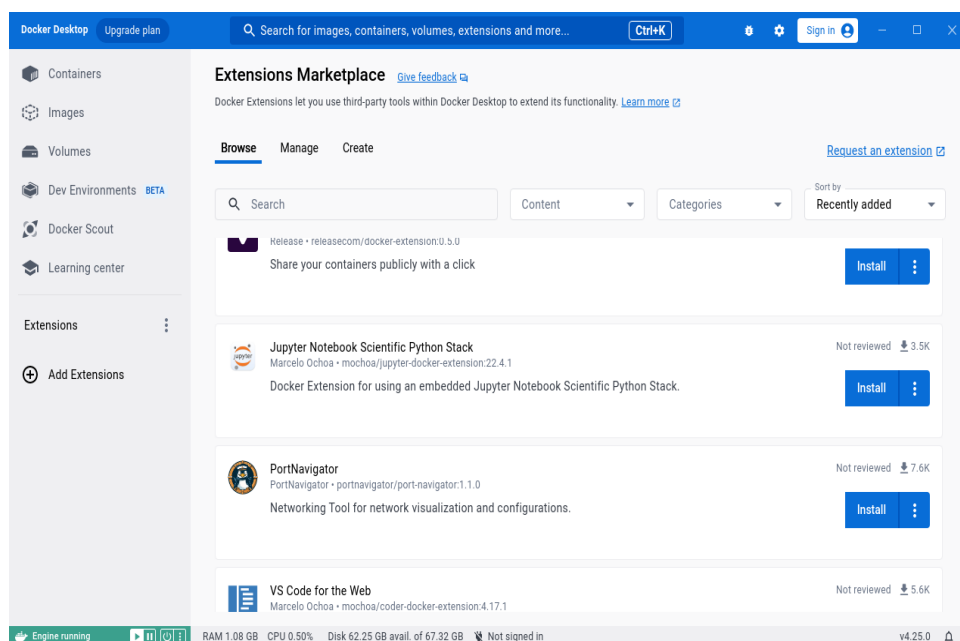 Docker Desktop Upgrade plan Search for images, containers, volumes, extensions and more... Ctrl+K Sign in
Containers
Images
Volumes
Dev Environments BETA
Docker Scout
Learning center
Extensions
Add Extensions
Extensions Marketplace Give feedback
Docker Extensions let you use third-party tools within Docker Desktop to extend its functionality. Learn more
Browse Manage Create Request an extension
Search Content Categories Sort by Recently added
Release • releasecom/docker-extension:0.5.0
Share your containers publicly with a click Install
Jupyter Notebook Scientific Python Stack Not reviewed 3.5K
Marcelo Ochoa • mochoa/jupyter-docker-extension:22.4.1
Docker Extension for using an embedded Jupyter Notebook Scientific Python Stack. Install
PortNavigator Not reviewed 7.6K
PortNavigator • portnavigator/port-navigator:1.1.0
Networking Tool for network visualization and configurations. Install
VS Code for the Web Not reviewed 5.6K
Marcelo Ochoa • mochoa/coder-docker-extension:4.17.1
Engine running RAM 1.08 GB CPU 0.50% Disk 62.25 GB avail. of 67.32 GB Not signed in v4.25.0